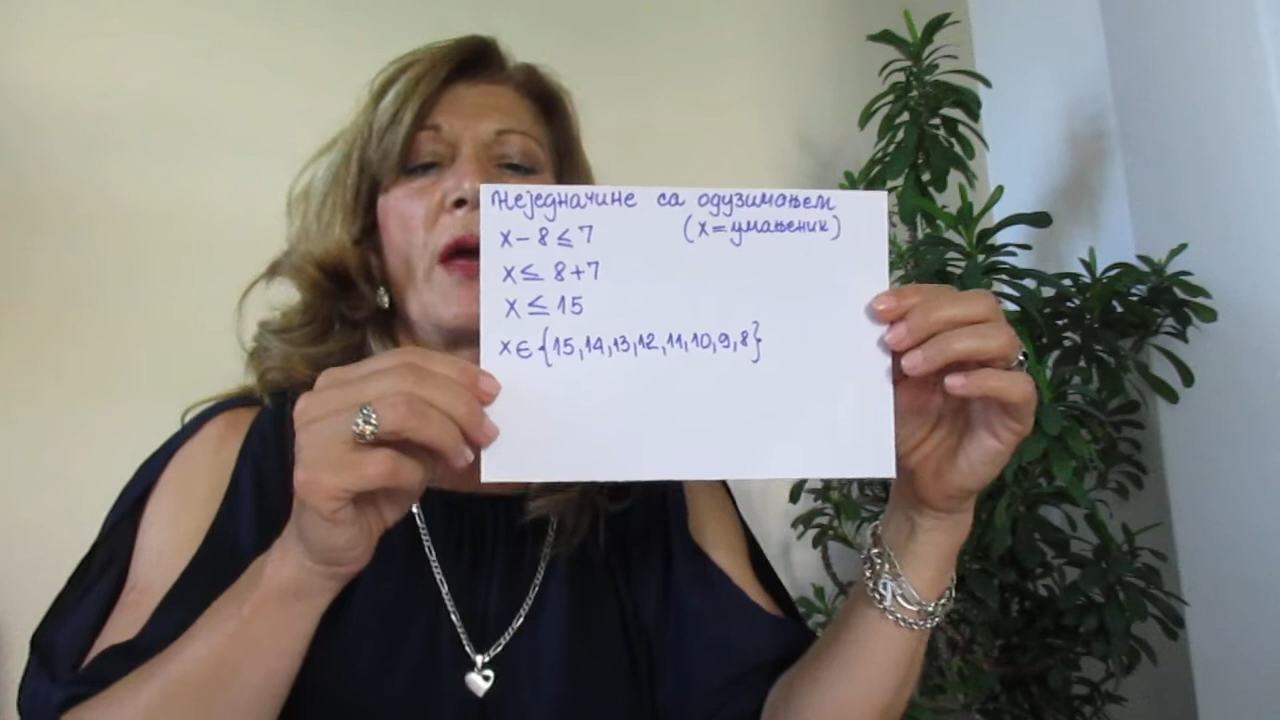 Неједначине са одузимањем
(х=умањеник)
х - 8 ≤ 7
х ≤ 8+7
х ≤ 15
х ∈ {15,14,13,12,11,10,9,8}